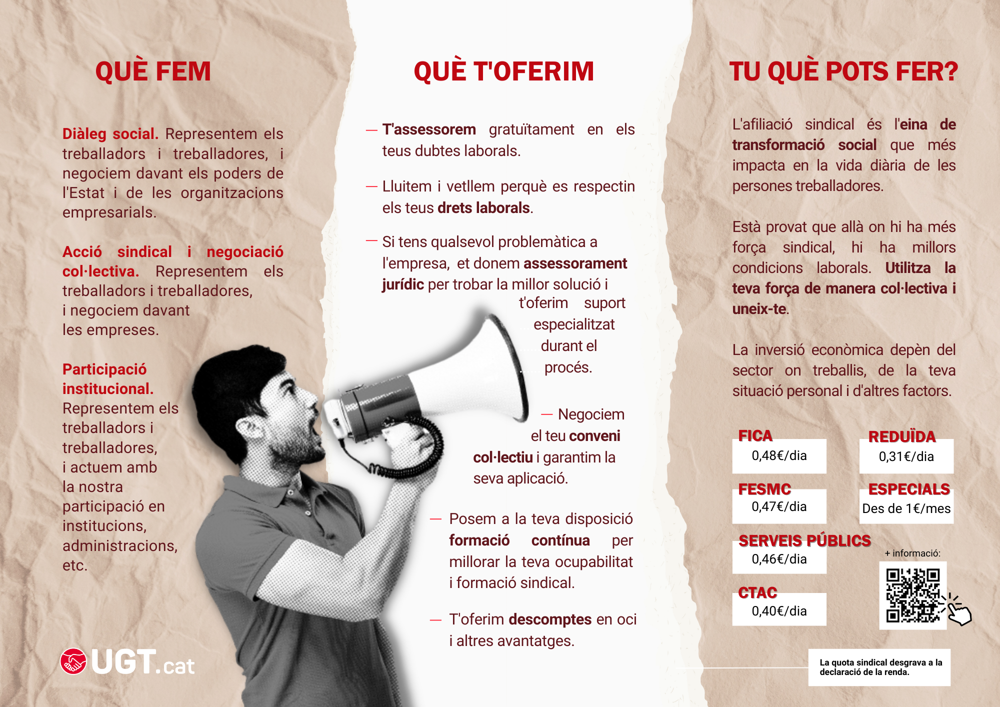 QUÈ FEM
Diàleg social. Representem els
treballadors i treballadores, i
negociem davant els poders de
l'Estat i de les organitzacions
empresarials.
Acció sindical i negociació
col·lectiva. Representem els
treballadors i treballadores,
i negociem davant
les empreses.
Participació
institucional.
Representem els
treballadors i
treballadores,
i actuem amb
la nostra
participació en
institucions,
administracions,
etc.
UGT.cat
QUÈ T'OFERIM
— T'assessorem gratuïtament en els
teus dubtes laborals.
— Lluitem i vetllem perquè es respectin
els teus drets laborals.
— Si tens qualsevol problemàtica a
l'empresa, et donem assessorament
jurídic per trobar la millor solució i
t'oferim suport
especialitzat
durant el
procés.
— Negociem
el teu conveni
col·lectiu i garantim la
seva aplicació.
— Posem a la teva disposició
formació contínua per
millorar la teva ocupabilitat
i formació sindical.
— T'oferim descomptes en oci
i altres avantatges.
TU QUÈ POTS FER?
L'afiliació sindical és l'eina de
transformació social que més
impacta en la vida diària de les
persones treballadores.
Està provat que allà on hi ha més
força sindical, hi ha millors
condicions laborals. Utilitza la
teva força de manera col·lectiva i
uneix-te.
La inversió econòmica depèn del
sector on treballis, de la teva
situació personal i d'altres factors.
FICA
0,48€/dia
REDUÏDA
0,31€/dia
FESMC
0,47€/dia
ESPECIALS
Des de 1€/mes
SERVEIS PÚBLICS
0,46€/dia
CTAC
0,40€/dia
+ informació:
La quota sindical desgrava a la
declaració de la renda.